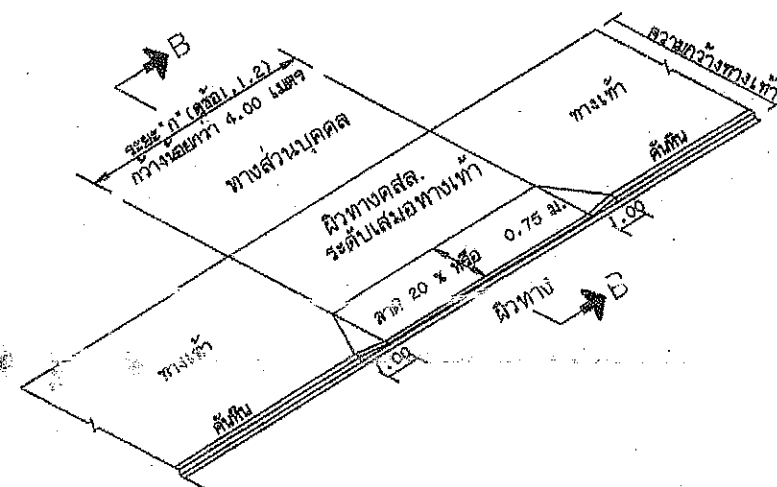 B
ระยะ"ก" (ดูข้อ1,1.2)
กว้างน้อยกว่า 4.00 เมตร
ทางส่วนบุคคล
ความกว้างทางเท้า
ทางเท้า
คันหิน
ผิวทางคสล.
ระดับเสมอทางเท้า
1.00
ลาด 20 % หรือ 0.75 ม.
ผิวทาง
B
ทางเท้า
1.00
คันหิน